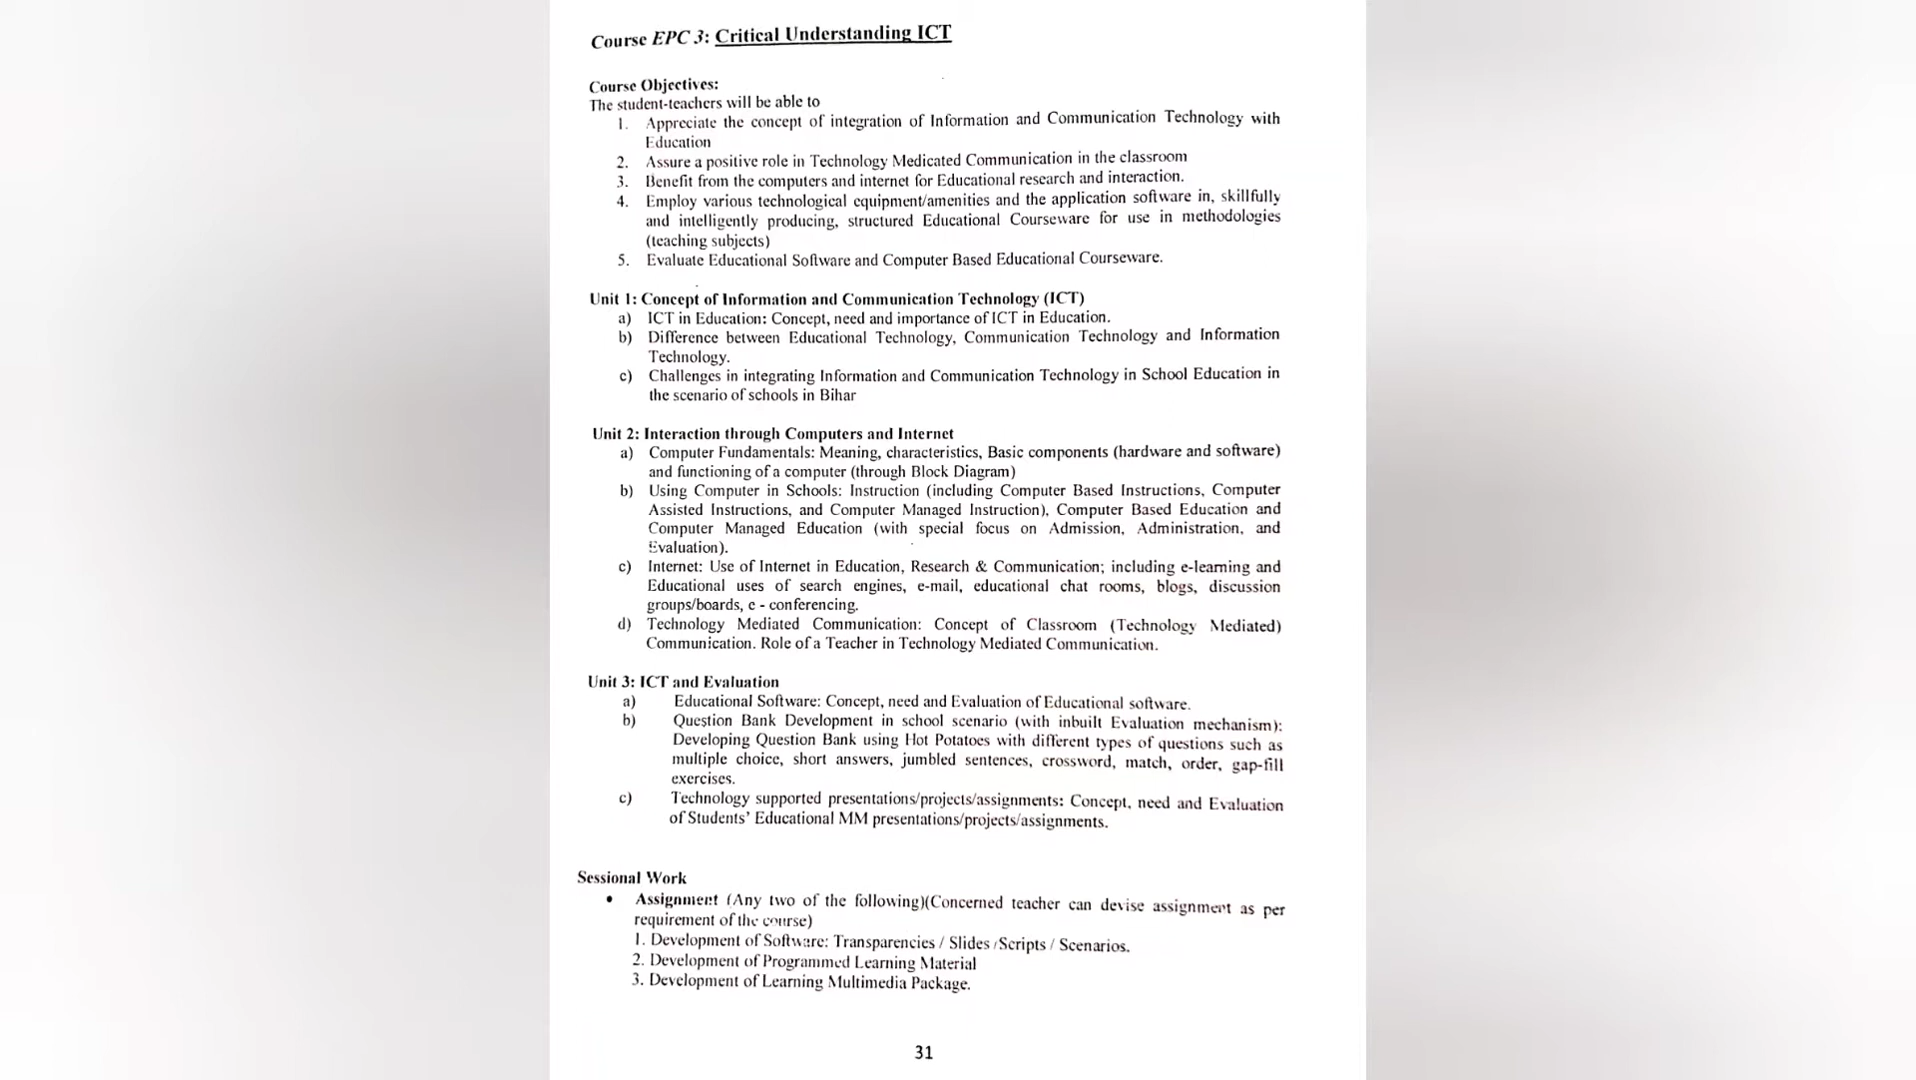 Course EPC 3: Critical Understanding ICT
Course Objectives:
The student-teachers will be able to
1. Appreciate the concept of integration of Information and Communication Technology with
Education
2. Assure a positive role in Technology Medicated Communication in the classroom
3. Benefit from the computers and internet for Educational research and interaction.
4. Employ various technological equipment/amenities and the application software in, skillfully
and intelligently producing, structured Educational Courseware for use in methodologies
(teaching subjects)
5. Evaluate Educational Software and Computer Based Educational Courseware.
Unit 1: Concept of Information and Communication Technology (ICT)
a) ICT in Education: Concept, need and importance of ICT in Education.
b) Difference between Educational Technology, Communication Technology and Information
Technology.
c) Challenges in integrating Information and Communication Technology in School Education in
the scenario of schools in Bihar
Unit 2: Interaction through Computers and Internet
a) Computer Fundamentals: Meaning, characteristics, Basic components (hardware and software)
and functioning of a computer (through Block Diagram)
b) Using Computer in Schools: Instruction (including Computer Based Instructions, Computer
Assisted Instructions, and Computer Managed Instruction), Computer Based Education and
Computer Managed Education (with special focus on Admission, Administration, and
Evaluation).
c) Internet: Use of Internet in Education, Research & Communication; including e-learning and
Educational uses of search engines, e-mail, educational chat rooms, blogs, discussion
groups/boards, e - conferencing.
d) Technology Mediated Communication: Concept of Classroom (Technology Mediated)
Communication. Role of a Teacher in Technology Mediated Communication.
Unit 3: ICT and Evaluation
a) Educational Software: Concept, need and Evaluation of Educational software.
b) Question Bank Development in school scenario (with inbuilt Evaluation mechanism):
Developing Question Bank using Hot Potatoes with different types of questions such as
multiple choice, short answers, jumbled sentences, crossword, match, order, gap-fill
exercises.
c) Technology supported presentations/projects/assignments: Concept, need and Evaluation
of Students' Educational MM presentations/projects/assignments.
Sessional Work
• Assignment (Any two of the following)(Concerned teacher can devise assignment as per
requirement of the course)
1. Development of Software: Transparencies / Slides /Scripts / Scenarios.
2. Development of Programmed Learning Material
3. Development of Learning Multimedia Package.
31